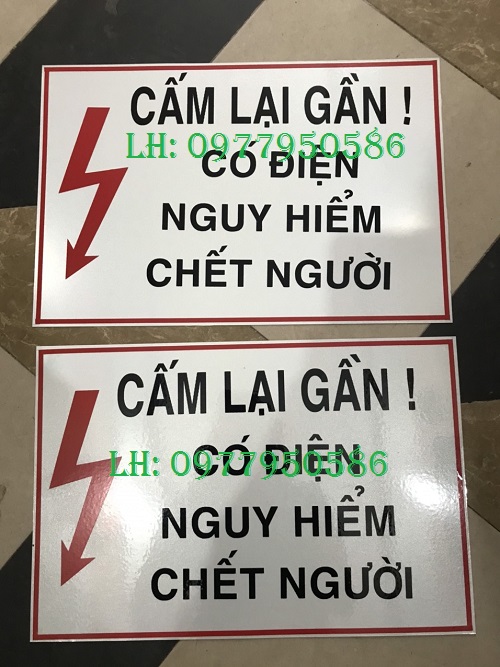 CẤM LẠI GẦN !
LH: 0977950586
CÓ ĐIỆN
NGUY HIỂM
CHẾT NGƯỜI
CẤM LẠI GẦN !
CÓ ĐIỆN
LH: 0977950586
NGUY HIỂM
CHẾT NGƯỜI